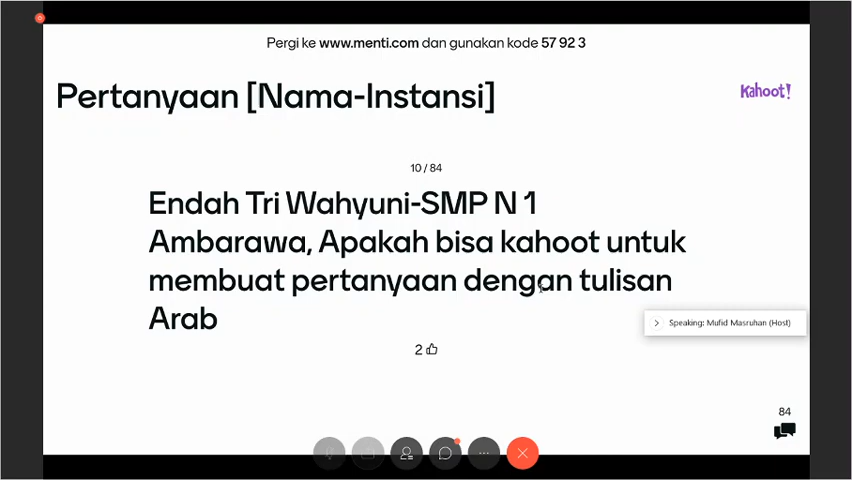 Pergi ke www.menti.com dan gunakan kode 57 92 3
Pertanyaan [Nama-Instansi]
Kahoot!
10 / 84
Endah Tri Wahyuni-SMP N 1
Ambarawa, Apakah bisa kahoot untuk
membuat pertanyaan dengan tulisan
Arab
Speaking: Mufid Masruhan (Host)
2
84